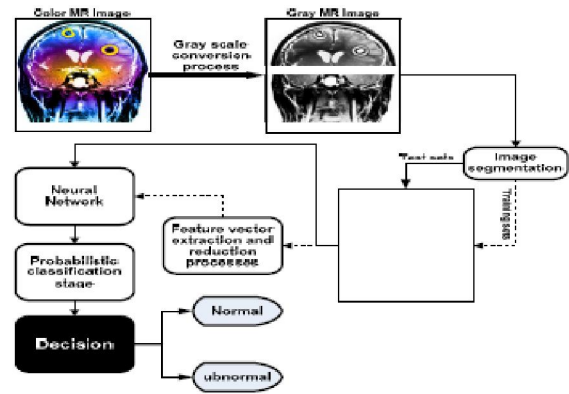 Color MR Image
Gray MR Image
Gray scale
conversion
process
Image
segmentation
Test sets
Training sets
Neural
Network
Feature vector
extraction and
reduction processes
Probabilistic
classification
stage
Decision
Normal
ubnormal